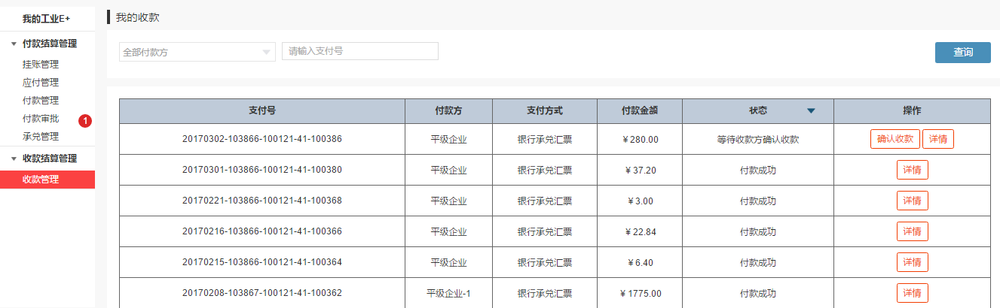 我的工业E+
付款结算管理
挂账管理
应付管理
付款管理
付款审批 1
承兑管理
收款结算管理
收款管理
我的收款
全部付款方 请输入支付号 查询
支付号 付款方 支付方式 付款金额 状态 操作
20170302-103866-100121-41-100386 平级企业 银行承兑汇票 ¥ 280.00 等待收款方确认收款 确认收款 详情
20170301-103866-100121-41-100380 平级企业 银行承兑汇票 ¥ 37.20 付款成功 详情
20170221-103866-100121-41-100368 平级企业 银行承兑汇票 ¥ 3.00 付款成功 详情
20170216-103866-100121-41-100366 平级企业 银行承兑汇票 ¥ 22.84 付款成功 详情
20170215-103866-100121-41-100364 平级企业 银行承兑汇票 ¥ 6.40 付款成功 详情
20170208-103867-100121-41-100362 平级企业-1 银行承兑汇票 ¥ 1775.00 付款成功 详情